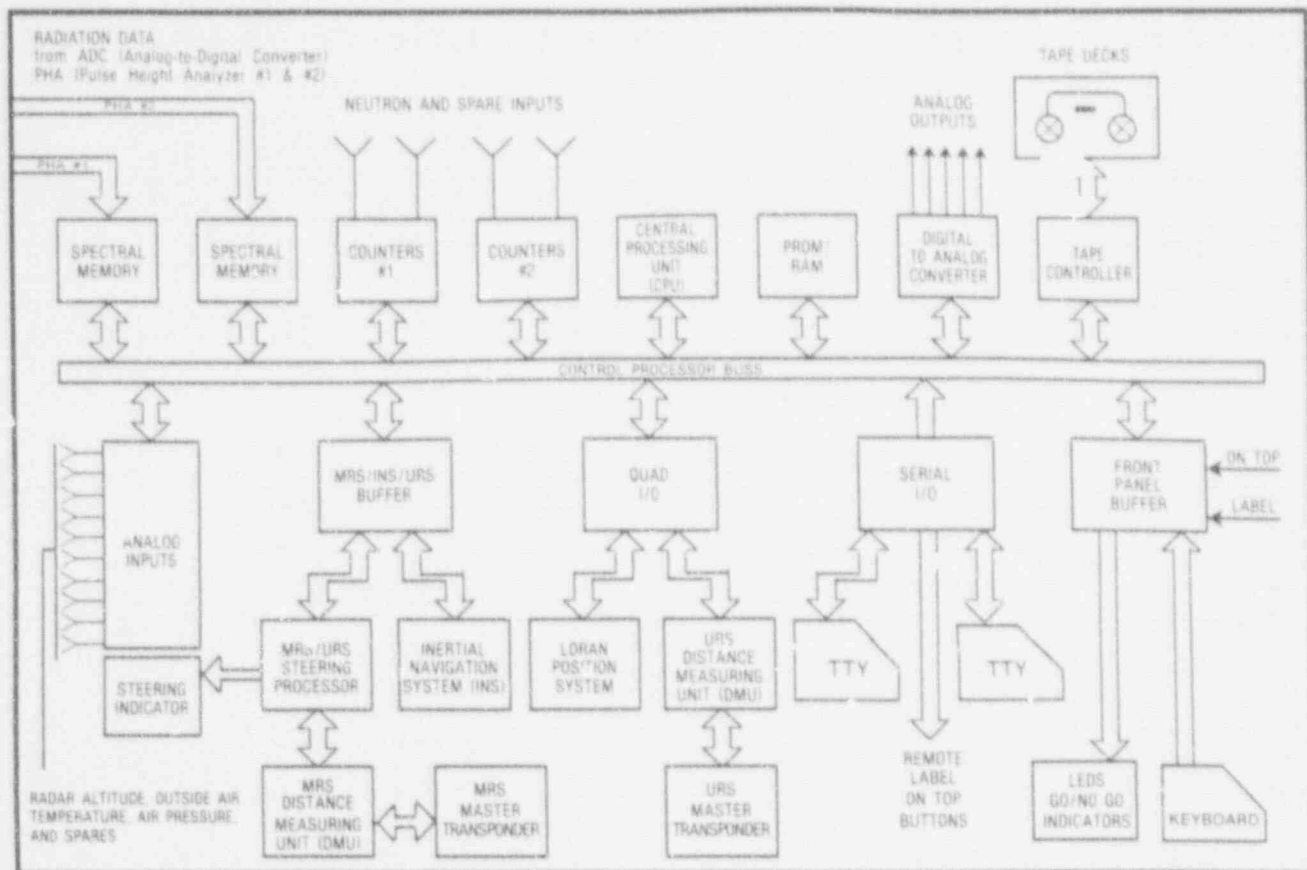 RADIATION DATA
from ADC (Analog-to-Digital Converter)
PHA (Pulse Height Analyzer #1 & #2)
PHA #2
PHA #1
NEUTRON AND SPARE INPUTS
ANALOG
OUTPUTS
TAPE DECKS
SPECTRAL
MEMORY
SPECTRAL
MEMORY
COUNTERS
#1
COUNTERS
#2
CENTRAL
PROCESSING
UNIT
(CPU)
PROM/
RAM
DIGITAL
TO ANALOG
CONVERTER
TAPE
CONTROLLER
CONTROL PROCESSOR BUSS
ANALOG
INPUTS
MRS/INS/URS
BUFFER
QUAD
I/O
SERIAL
I/O
FRONT
PANEL
BUFFER
ON TOP
LABEL
STEERING
INDICATOR
MRS/URS
STEERING
PROCESSOR
INERTIAL
NAVIGATION
SYSTEM (INS)
LORAN
POSITION
SYSTEM
URS
DISTANCE
MEASURING
UNIT (DMU)
TTY
TTY
RADAR ALTITUDE, OUTSIDE AIR
TEMPERATURE, AIR PRESSURE,
AND SPARES
MRS
DISTANCE
MEASURING
UNIT (DMU)
MRS
MASTER
TRANSPONDER
URS
MASTER
TRANSPONDER
REMOTE
LABEL
ON TOP
BUTTONS
LEDS
GO/NO GO
INDICATORS
KEYBOARD